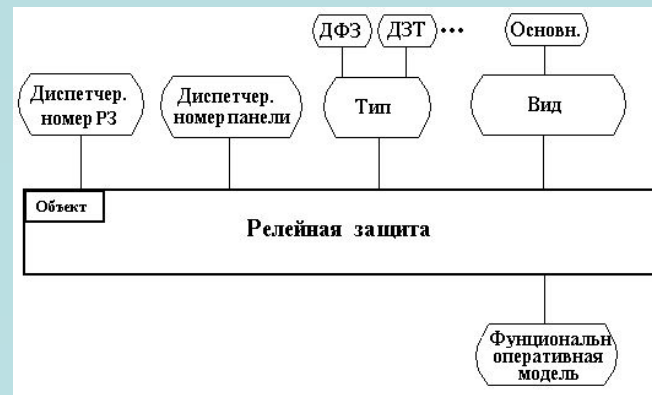 ДФЗ
ДЗТ
•••
Основн.
Диспетчер.
номер РЗ
Диспетчер.
номер панели
Тип
Вид
Объект
Релейная защита
Фунциональн
оперативная
модель